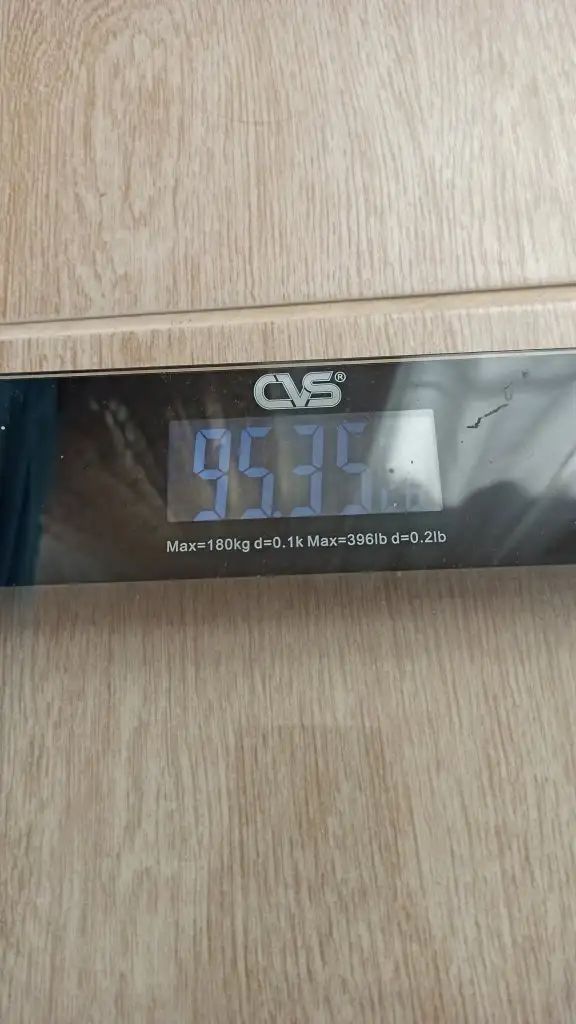 CVS®
95.35
Max=180kg d=0.1k Max=396lb d=0.2lb